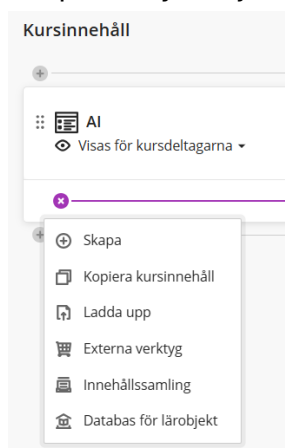 Kursinnehåll
AI
Visas för kursdeltagarna
Skapa
Kopiera kursinnehåll
Ladda upp
Externa verktyg
Innehållssamling
Databas för lärobjekt